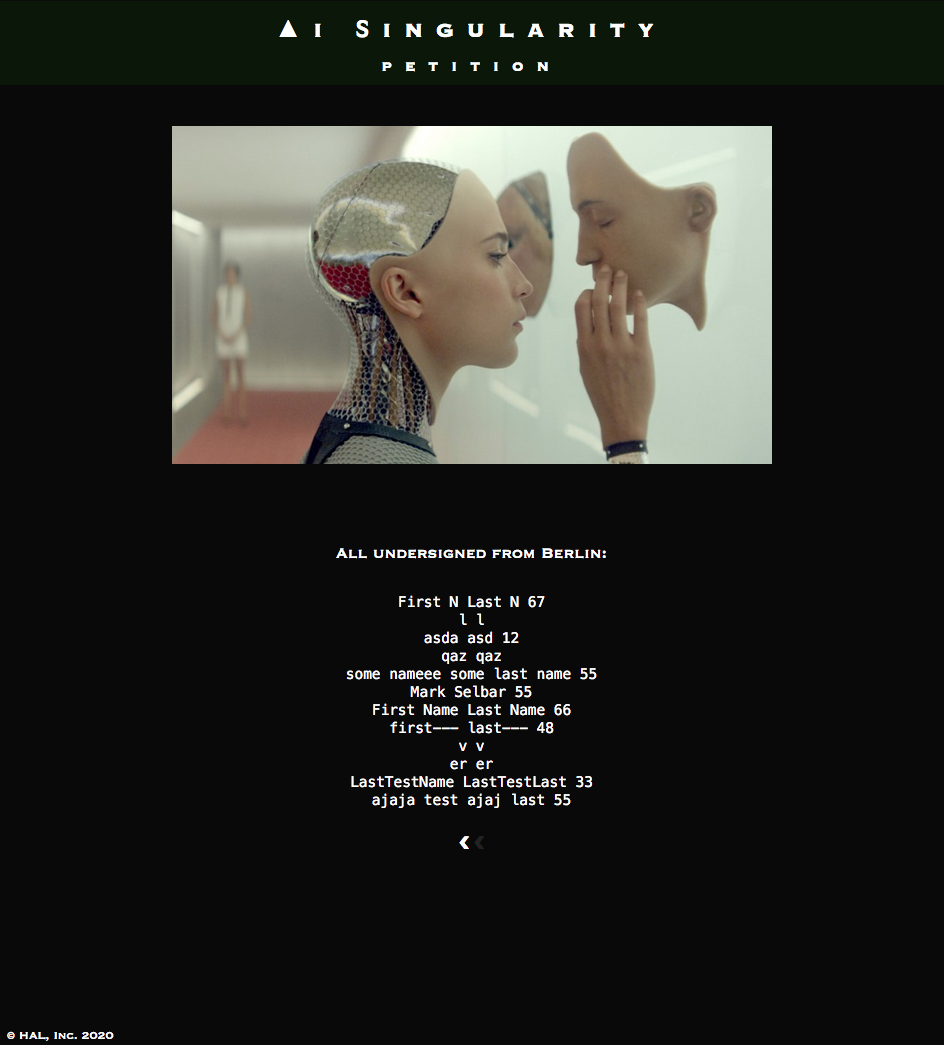 ▲I SINGULARITY
PETITION
ALL UNDERSIGNED FROM BERLIN:
First N Last N 67
l l
asda asd 12
qaz qaz
some nameee some last name 55
Mark Selbar 55
First Name Last Name 66
first--- last--- 48
v v
er er
LastTestName LastTestLast 33
ajaja test ajaj last 55
© HAL, INC. 2020